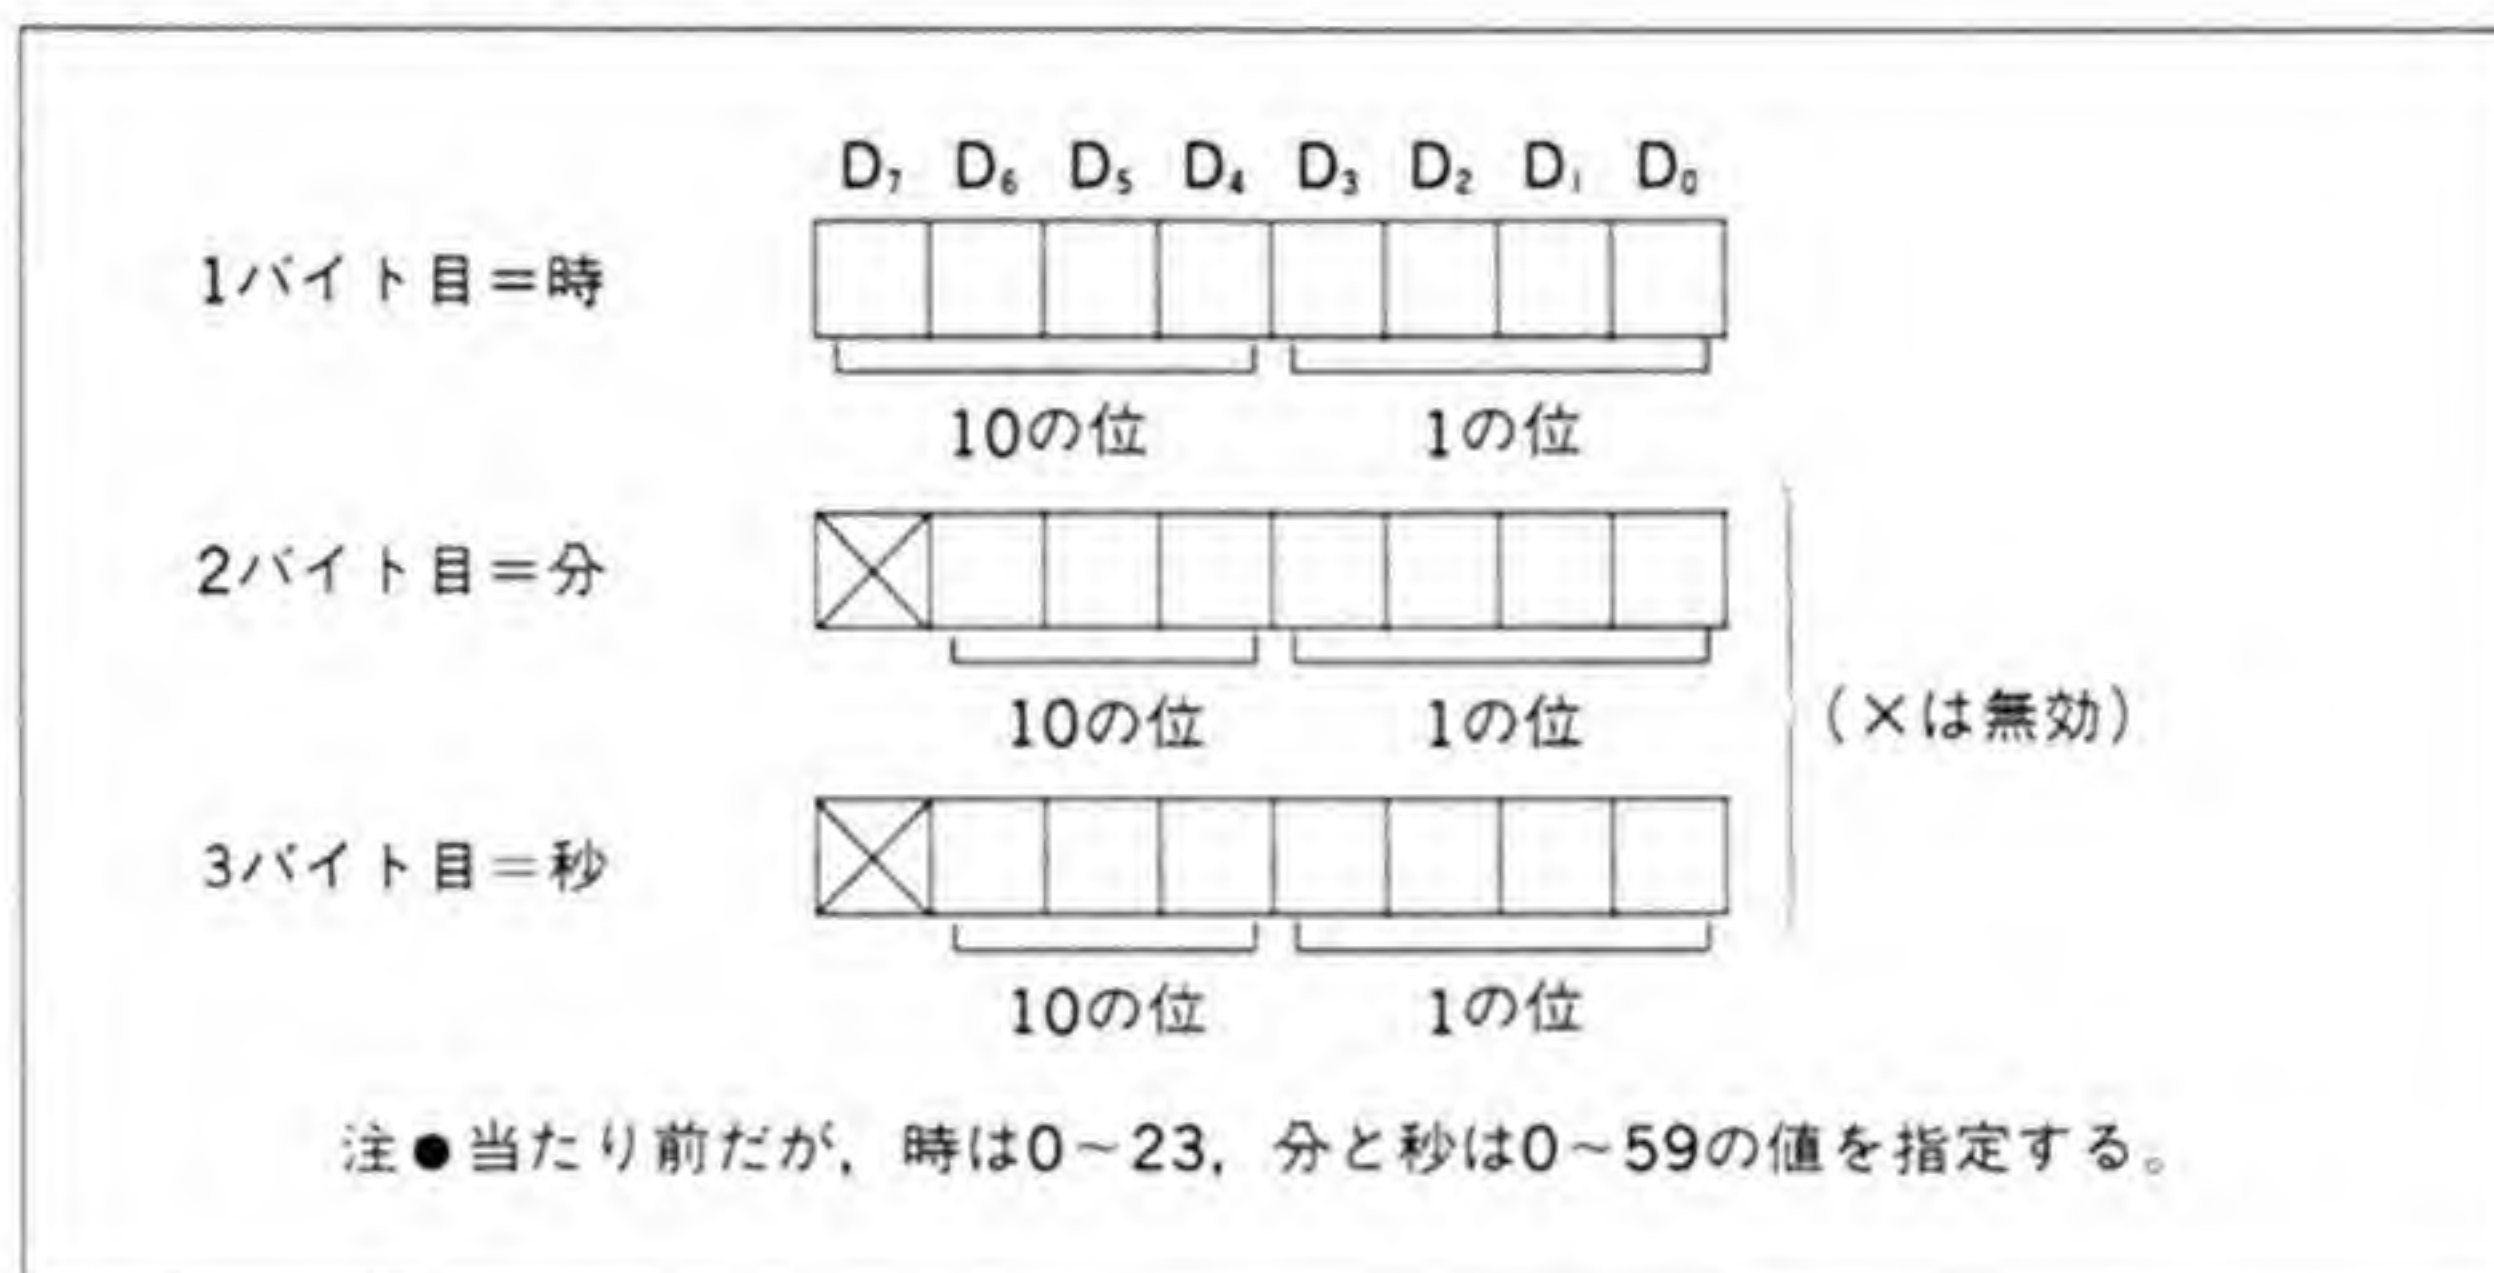 D₇ D₆ D₅ D₄ D₃ D₂ D₁ D₀
1バイト目＝時
10の位 1の位
2バイト目＝分
10の位 1の位
(×は無効)
3バイト目＝秒
10の位 1の位
注●当たり前だが，時は0~23，分と秒は0~59の値を指定する。